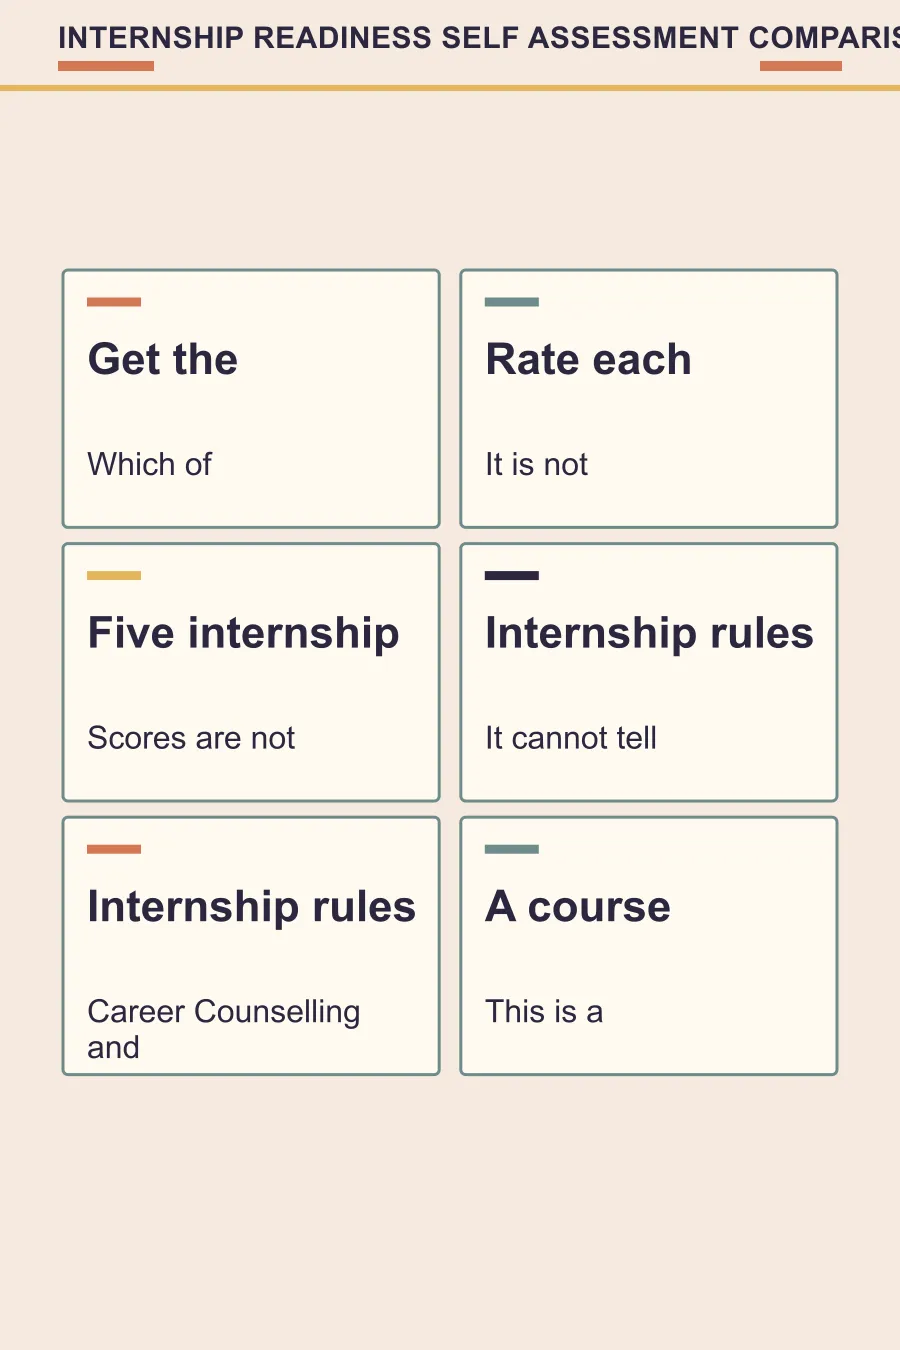 INTERNSHIP READINESS SELF ASSESSMENT COMPARIS
Get the
Which of
Rate each
It is not
Five internship
Scores are not
Internship rules
It cannot tell
Internship rules
Career Counselling
and
A course
This is a